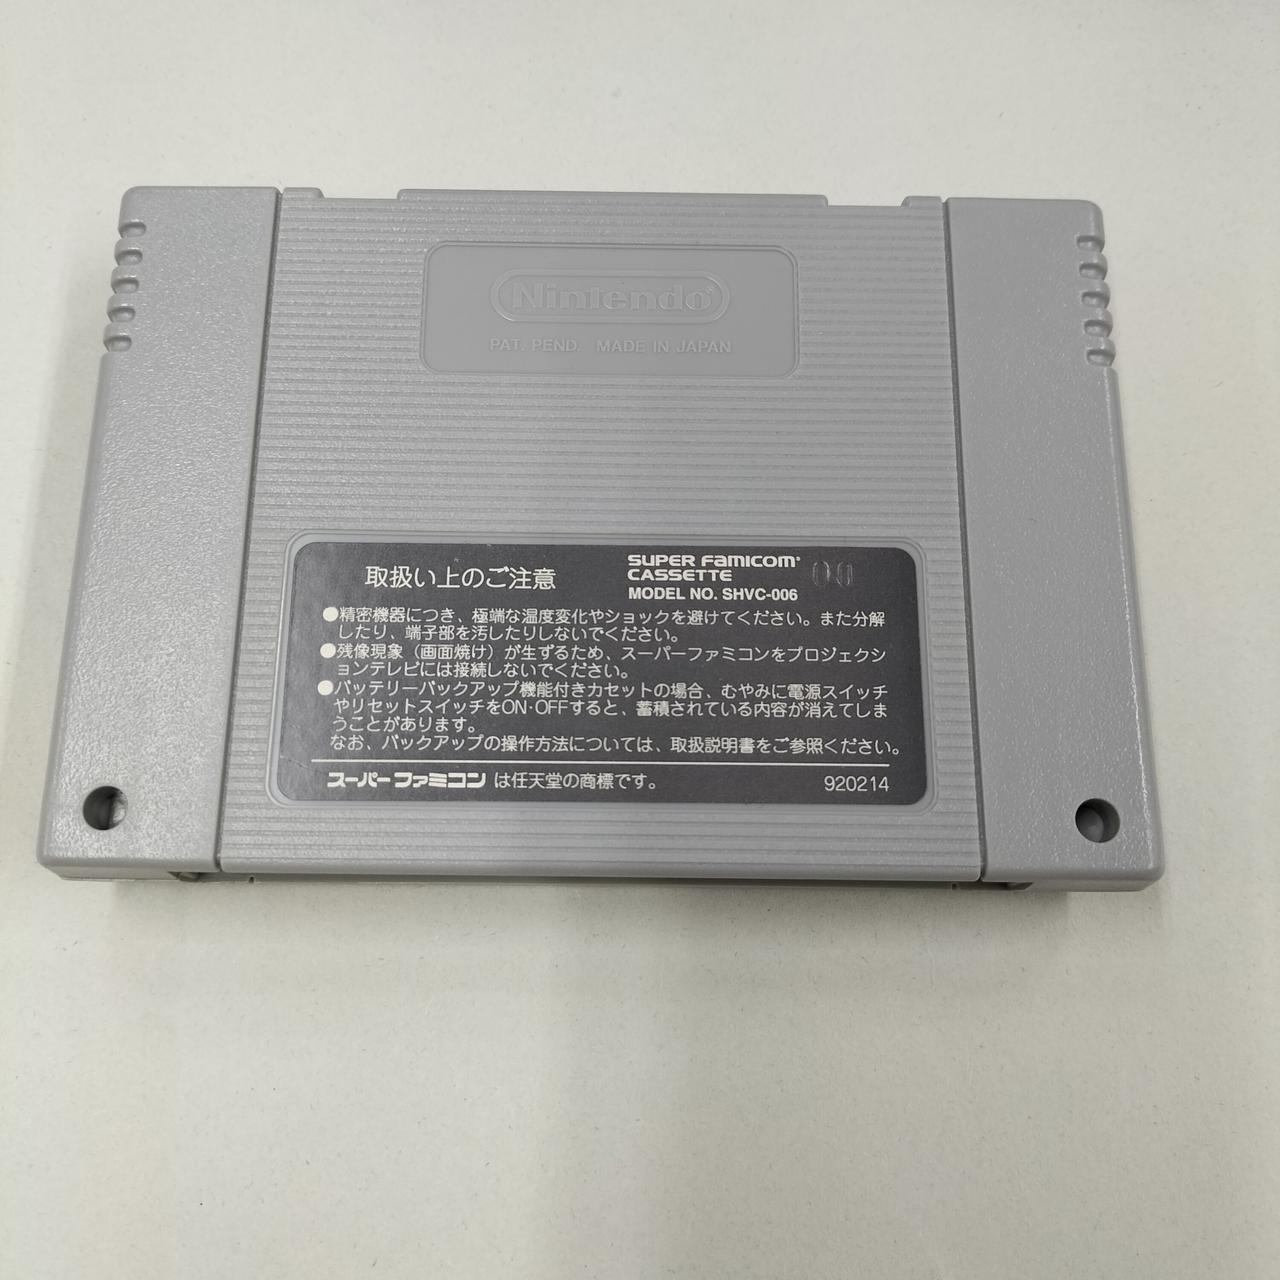 Nintendo®
PAT. PEND. MADE IN JAPAN
取扱い上のご注意
SUPER FAMICOM®
CASSETTE
00
MODEL NO. SHVC-006
●精密機器につき、極端な温度変化やショックを避けてください。また分解
したり、端子部を汚したりしないでください。
●残像現象（画面焼け）が生ずるため、スーパーファミコンをプロジェクシ
ョンテレビには接続しないでください。
●バッテリーバックアップ機能付きカセットの場合、むやみに電源スイッチ
やリセットスイッチをON·OFFすると、蓄積されている内容が消えてしま
うことがあります。
なお、バックアップの操作方法については、取扱説明書をご参照ください。
スーパーファミコン は任天堂の商標です。
920214